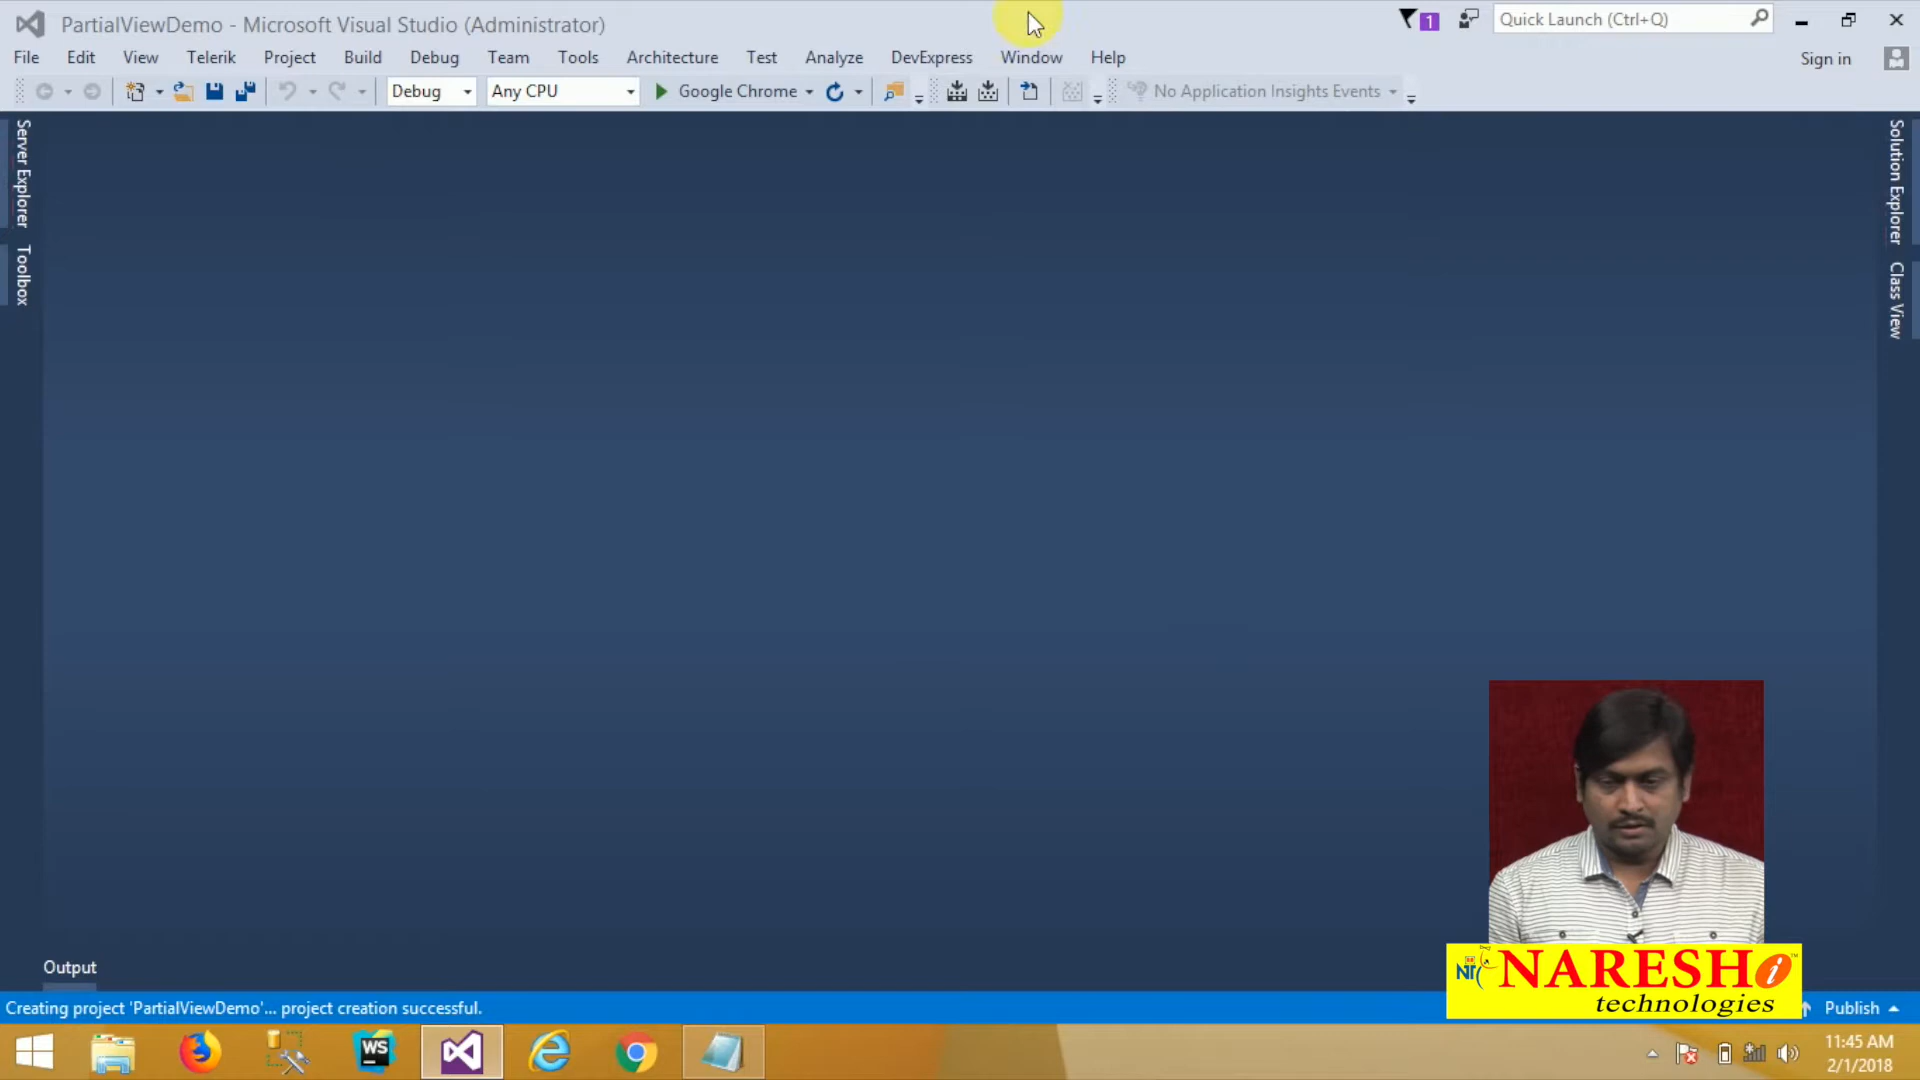 PartialViewDemo - Microsoft Visual Studio (Administrator)
1
Quick Launch (Ctrl+Q)
File Edit View Telerik Project Build Debug Team Tools Architecture Test Analyze DevExpress Window Help
Sign in
Debug Any CPU Google Chrome No Application Insights Events
Server Explorer
Toolbox
Solution Explorer
Class View
Output
Creating project 'PartialViewDemo'... project creation successful.
Publish
NARESH i
technologies
WS
11:45 AM
2/1/2018